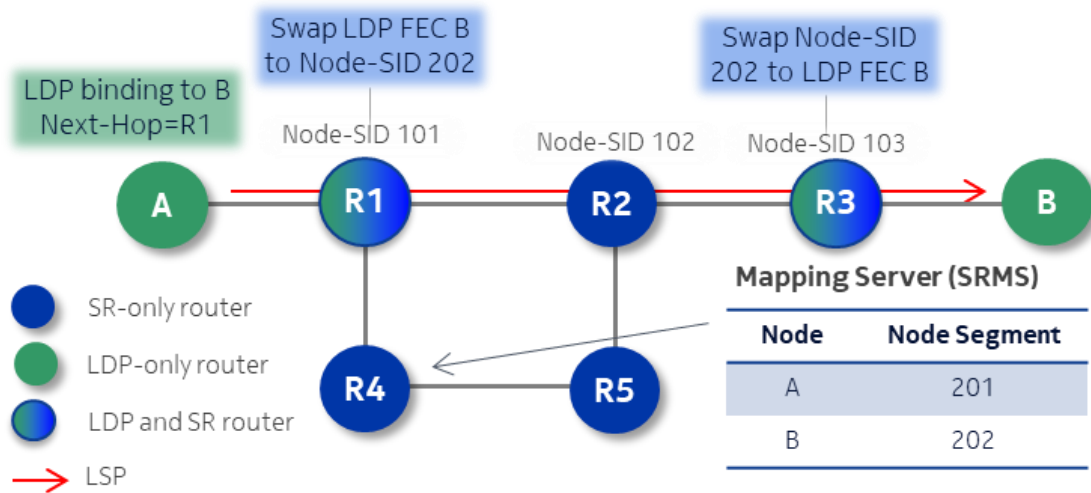 Swap LDP FEC B
to Node-SID 202
Swap Node-SID
202 to LDP FEC B
LDP binding to B
Next-Hop=R1
Node-SID 101
Node-SID 102
Node-SID 103
A
R1
R2
R3
B
Mapping Server (SRMS)
SR-only router
Node Node Segment
LDP-only router
R4
R5
A 201
LDP and SR router
B 202
LSP